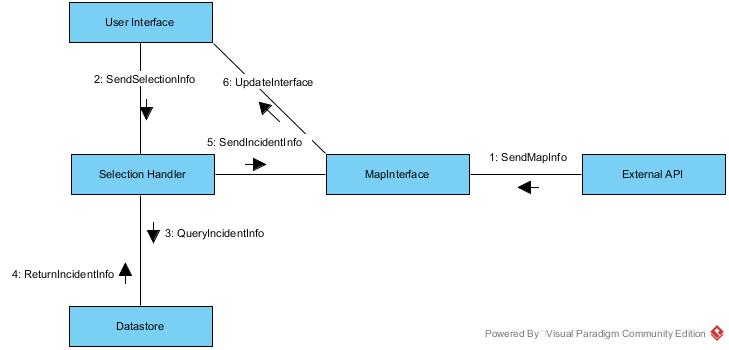 User Interface
2: SendSelectionInfo
6: UpdateInterface
5: SendIncidentInfo
1: SendMapInfo
Selection Handler
MapInterface
External API
3: QueryIncidentInfo
4: ReturnIncidentInfo
Datastore
Powered By Visual Paradigm Community Edition